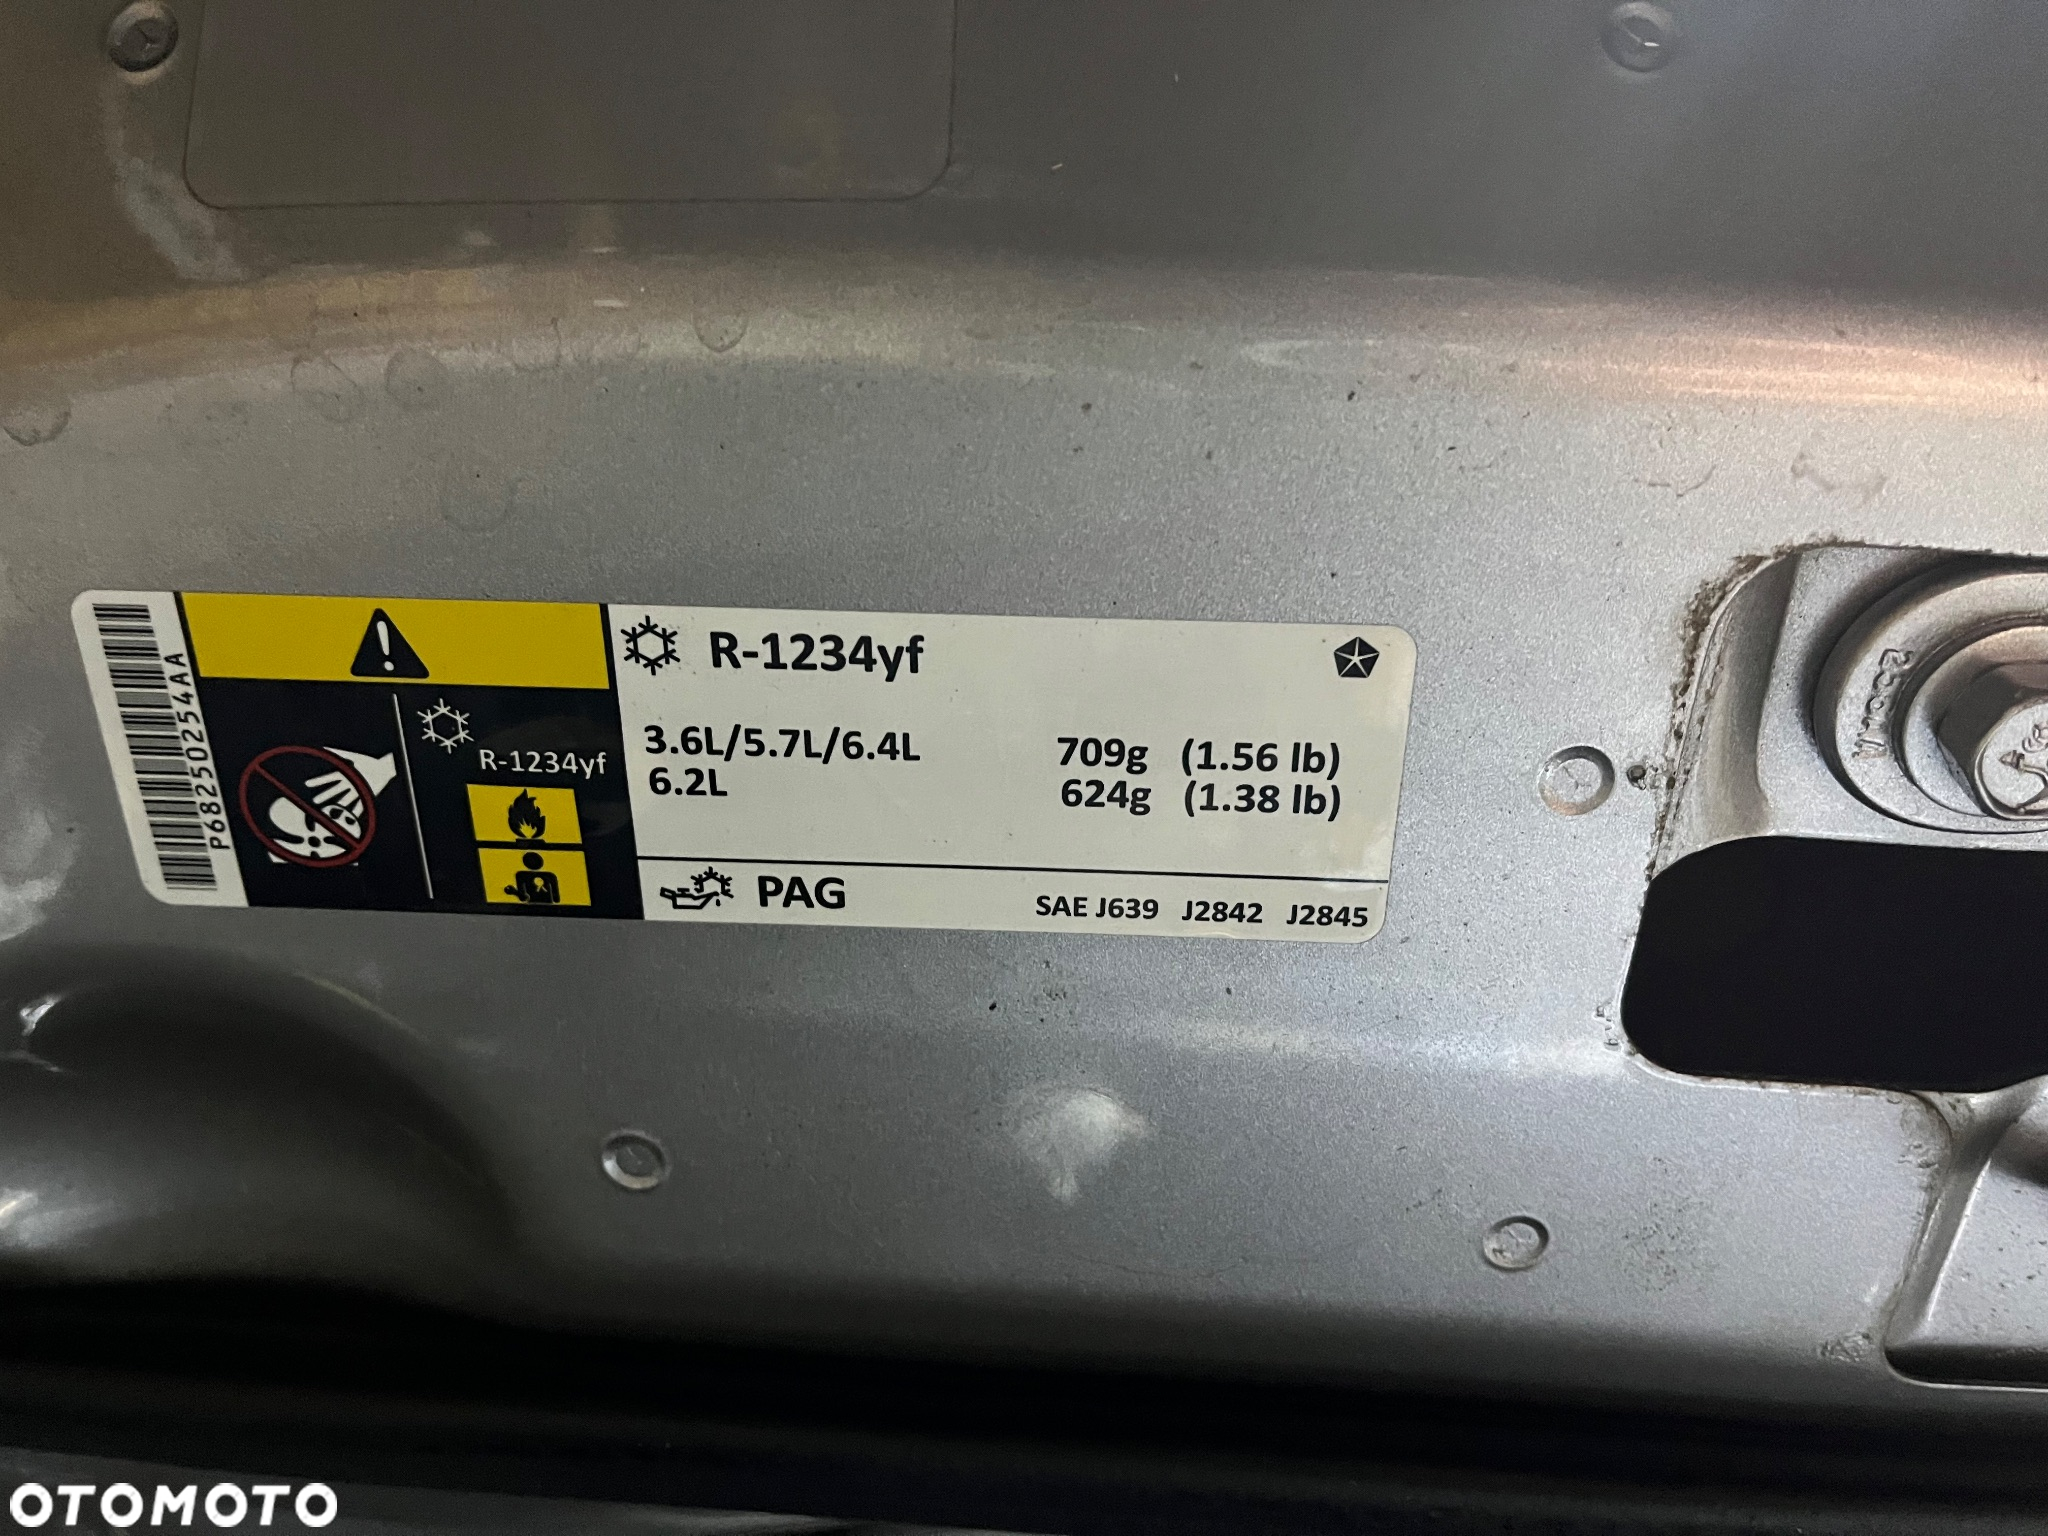 P68250254AA
R-1234yf
R-1234yf
3.6L/5.7L/6.4L 709g (1.56 lb)
6.2L 624g (1.38 lb)
PAG SAE J639 J2842 J2845
OTOMOTO